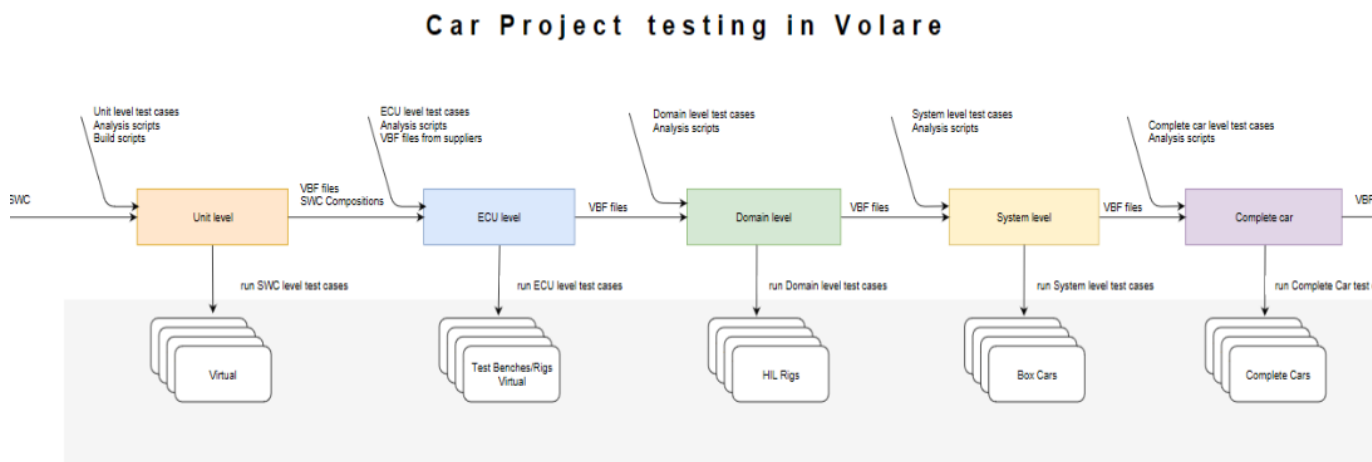 Car Project testing in Volare
Unit level test cases
Analysis scripts
Build scripts
ECU level test cases
Analysis scripts
VBF files from suppliers
Domain level test cases
Analysis scripts
System level test cases
Analysis scripts
Complete car level test cases
Analysis scripts
SWC
Unit level
VBF files
SWC Compositions
ECU level
VBF files
Domain level
VBF files
System level
VBF files
Complete car
VBF
run SWC level test cases
run ECU level test cases
run Domain level test cases
run System level test cases
run Complete Car test
Virtual
Test Benches/Rigs
Virtual
HIL Rigs
Box Cars
Complete Cars